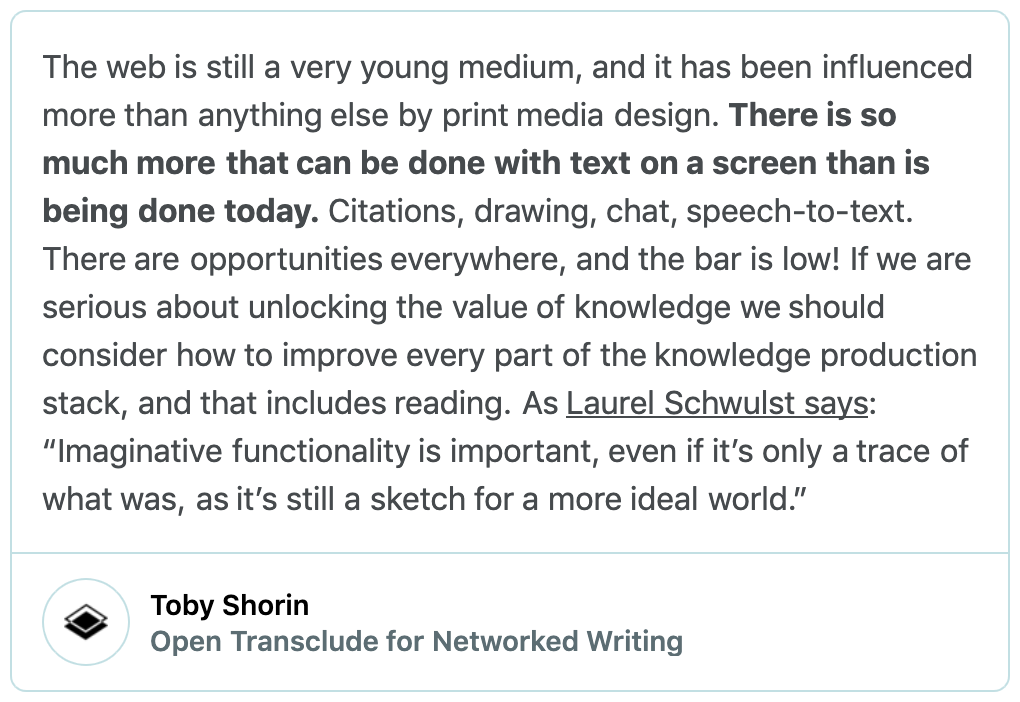 The web is still a very young medium, and it has been influenced
more than anything else by print media design. There is so
much more that can be done with text on a screen than is
being done today. Citations, drawing, chat, speech-to-text.
There are opportunities everywhere, and the bar is low! If we are
serious about unlocking the value of knowledge we should
consider how to improve every part of the knowledge production
stack, and that includes reading. As Laurel Schwulst says:
“Imaginative functionality is important, even if it’s only a trace of
what was, as it’s still a sketch for a more ideal world.”
Toby Shorin
Open Transclude for Networked Writing